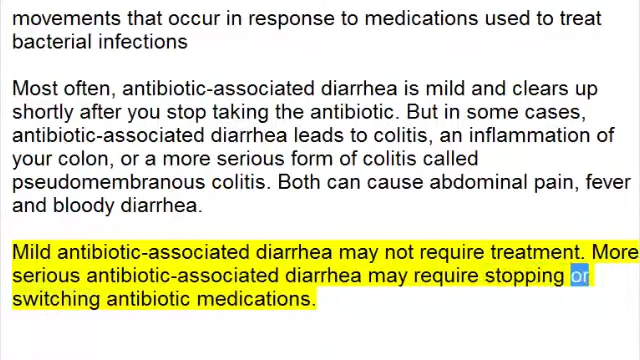 movements that occur in response to medications used to treat
bacterial infections
Most often, antibiotic-associated diarrhea is mild and clears up
shortly after you stop taking the antibiotic. But in some cases,
antibiotic-associated diarrhea leads to colitis, an inflammation of
your colon, or a more serious form of colitis called
pseudomembranous colitis. Both can cause abdominal pain, fever
and bloody diarrhea.
Mild antibiotic-associated diarrhea may not require treatment. More
serious antibiotic-associated diarrhea may require stopping or
switching antibiotic medications.